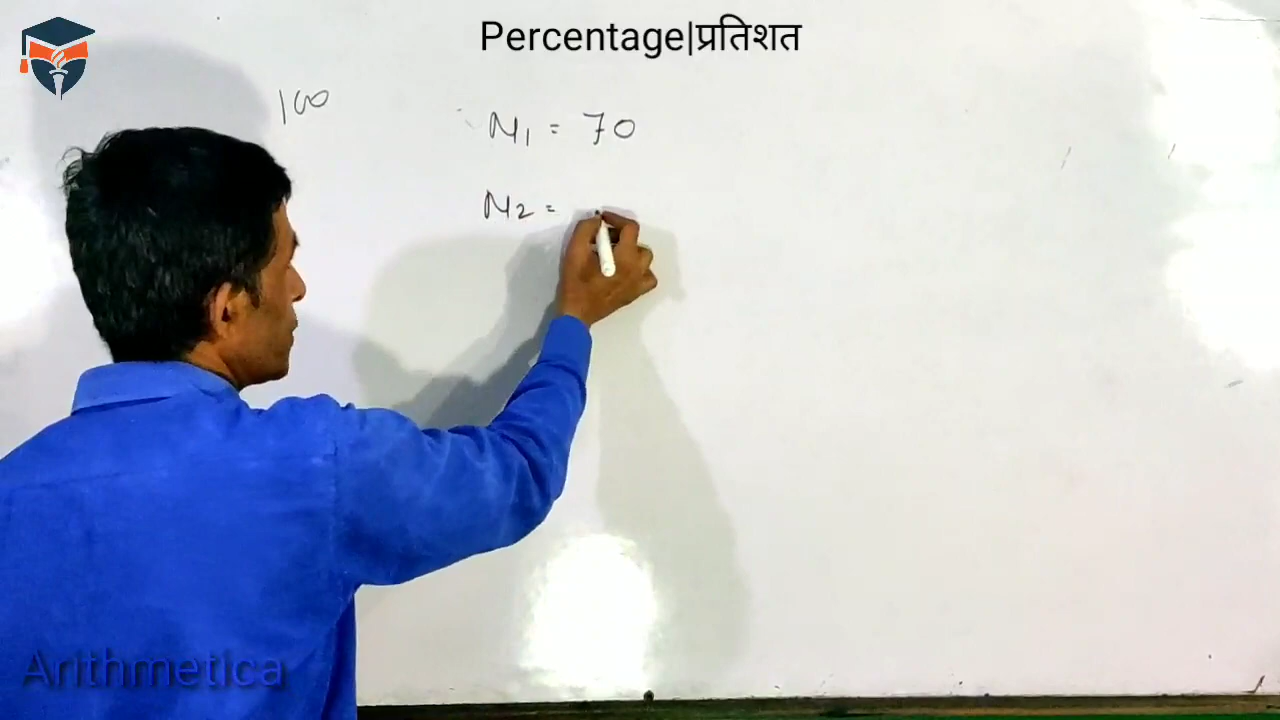 Percentage|प्रतिशत
100
N1 = 70
N2 =
Arithmetica